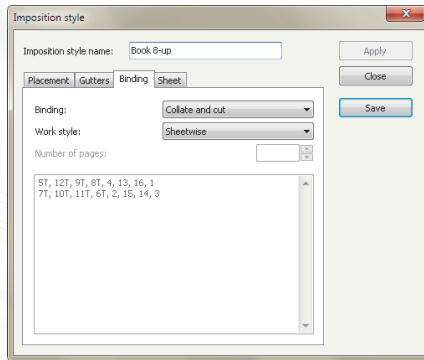 Imposition style
Imposition style name: Book 8-up
Apply
Placement Gutters Binding Sheet
Close
Binding: Collate and cut
Save
Work style: Sheetwise
Number of pages:
5T, 12T, 9T, 8T, 4, 13, 16, 1
7T, 10T, 11T, 6T, 2, 15, 14, 3